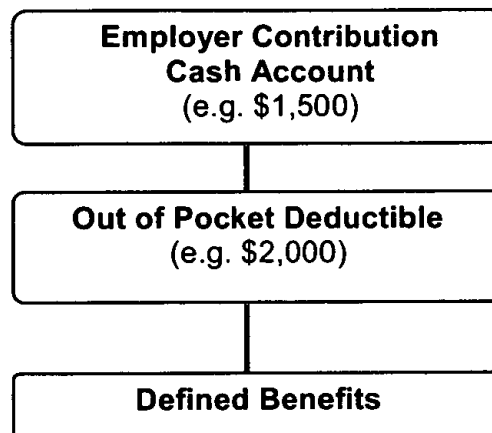 Employer Contribution
Cash Account
(e.g. $1,500)
Out of Pocket Deductible
(e.g. $2,000)
Defined Benefits